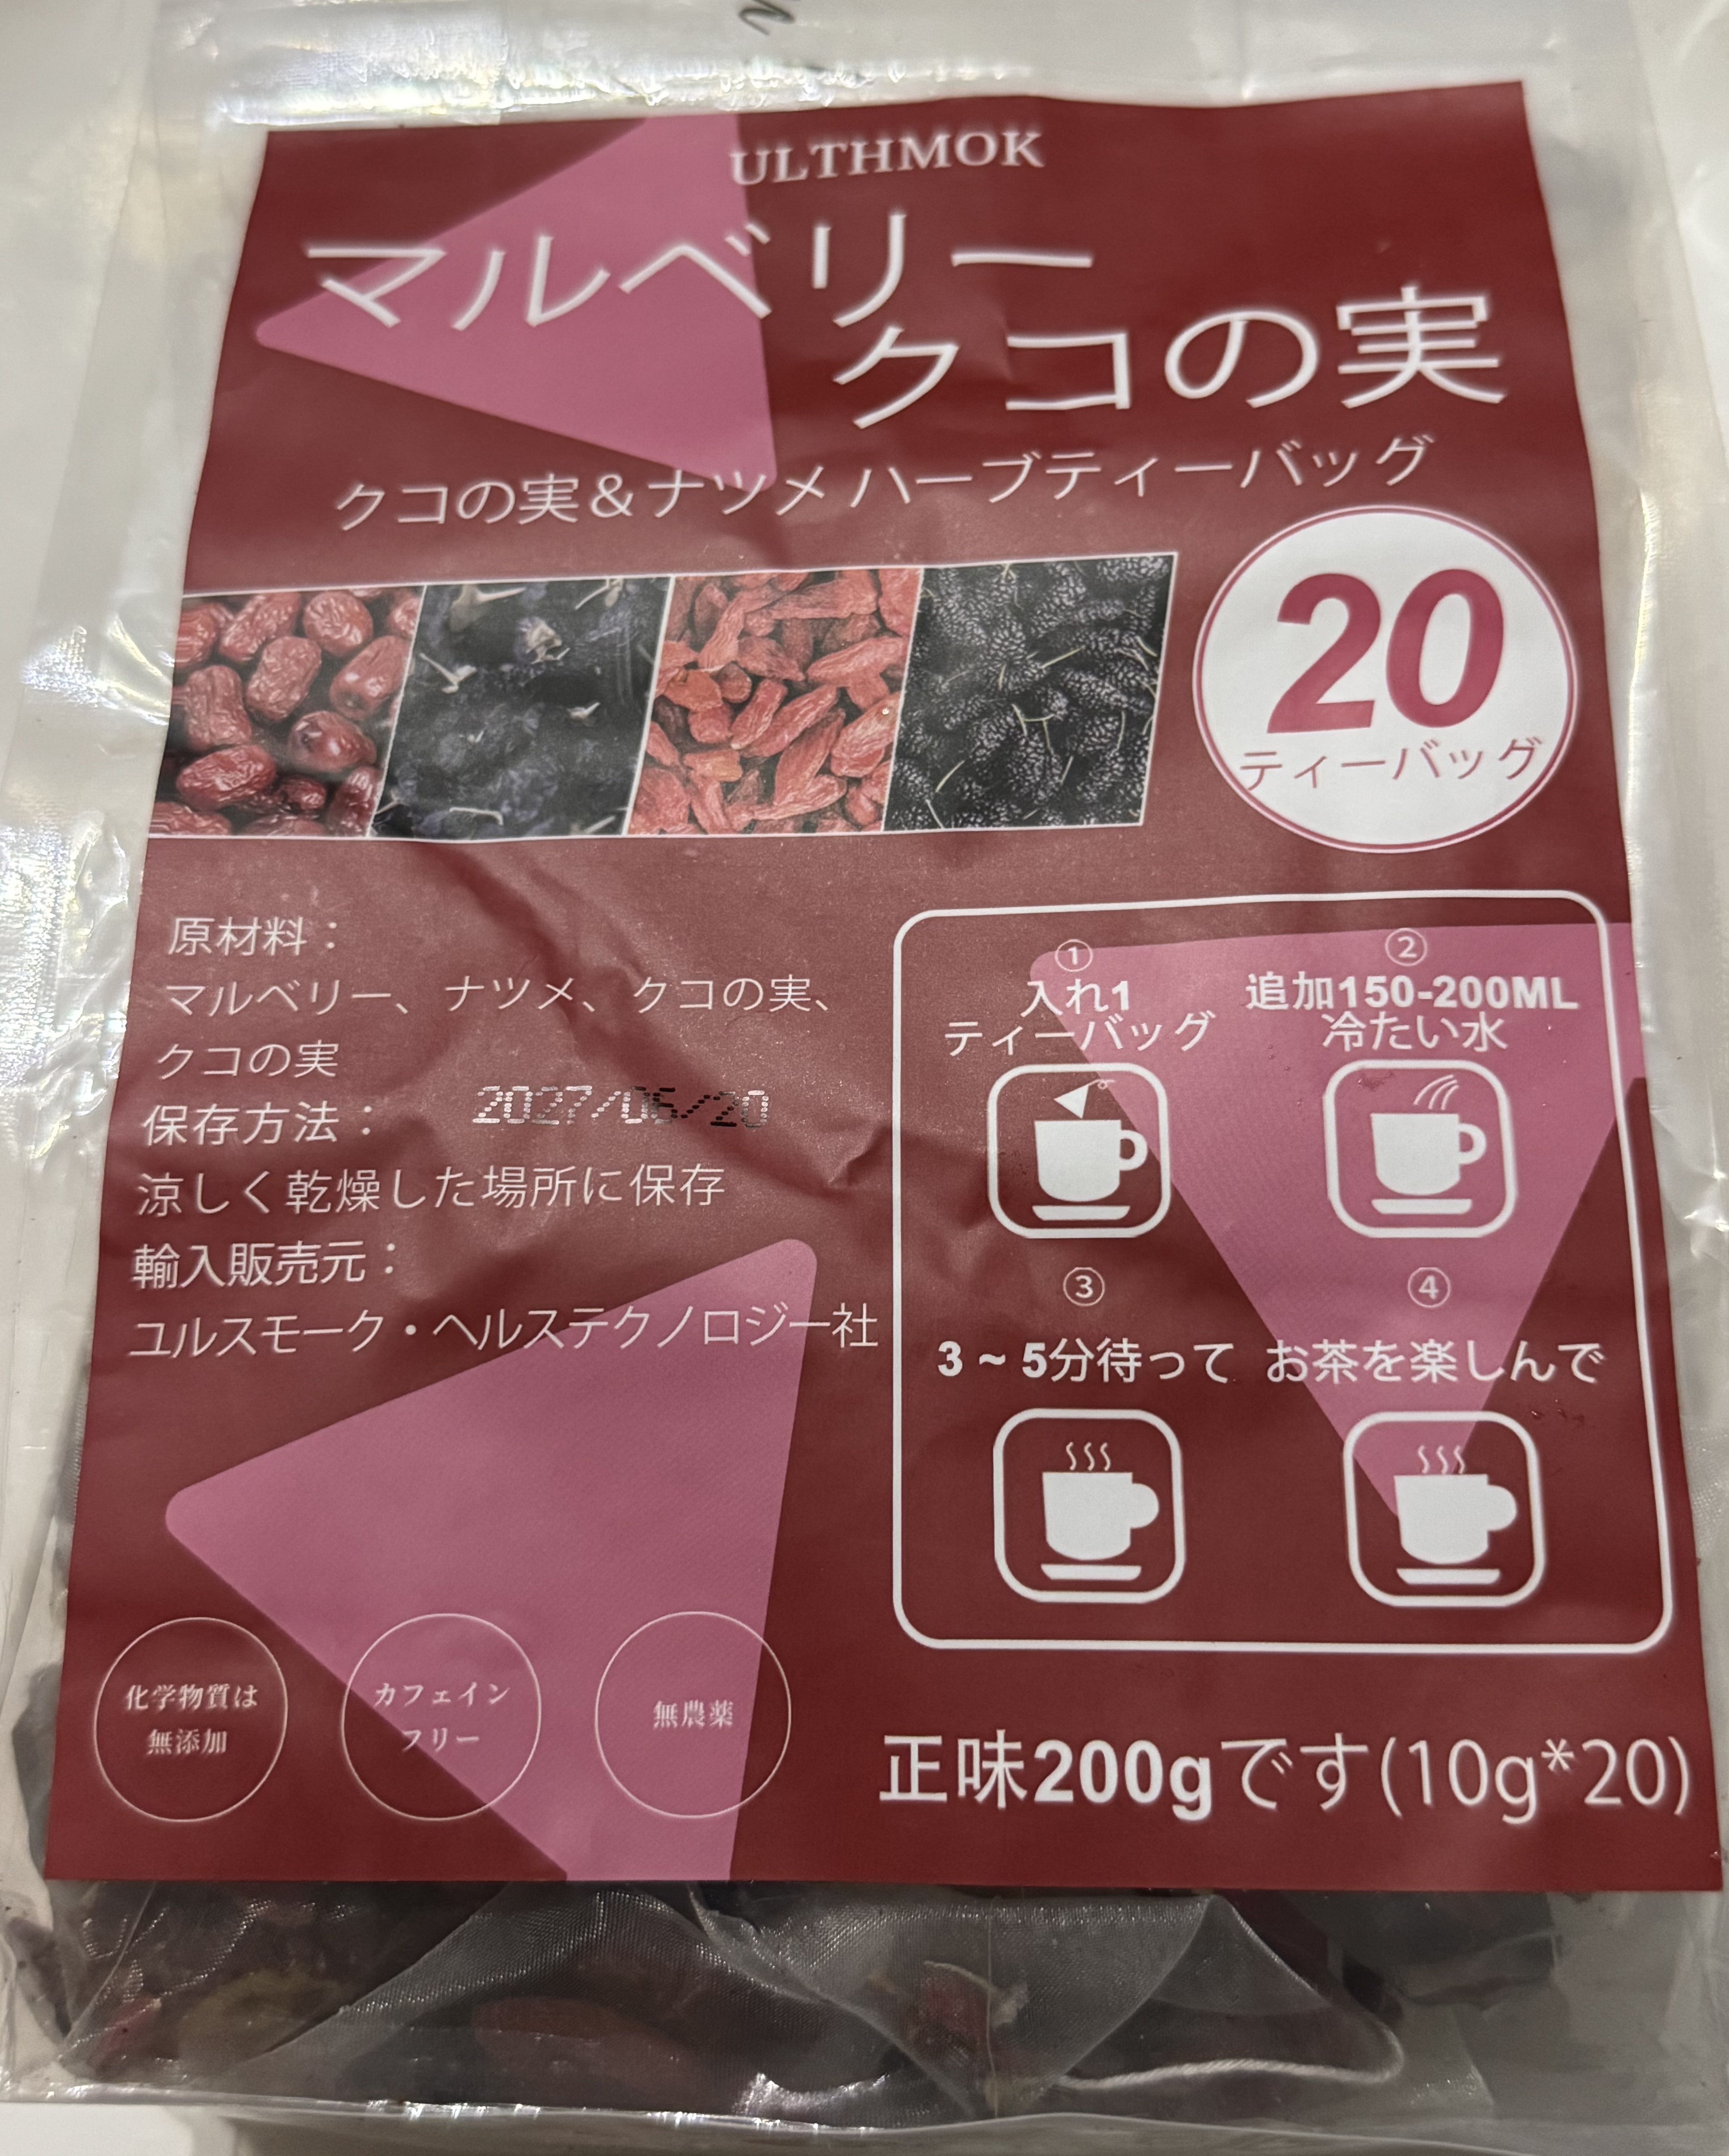 ULTHMOK
マルベリー
クコの実
クコの実＆ナツメ ハーブティーバッグ
20
ティーバッグ
原材料：
マルベリー、ナツメ、クコの実、
クコの実
保存方法：
2027/05/20
涼しく乾燥した場所に保存
輸入販売元：
ユルスモーク・ヘルステクノロジー社
①
入れ1
ティーバッグ
②
追加150-200ML
冷たい水
③
3 ~ 5分待って
④
お茶を楽しんで
化学物質は
無添加
カフェイン
フリー
無農薬
正味200gです(10g*20)